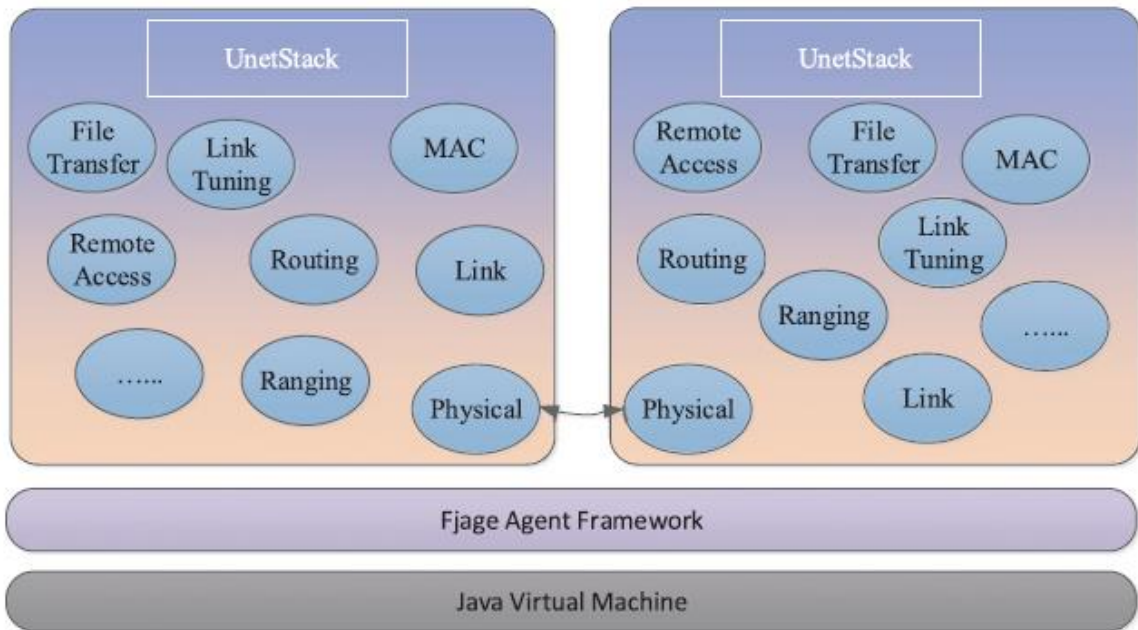 UnetStack
File
Transfer
Link
Tuning
MAC
Remote
Access
Routing
Link
…...
Ranging
Physical
UnetStack
Remote
Access
File
Transfer
MAC
Routing
Link
Tuning
Ranging
…...
Physical
Link
Fjage Agent Framework
Java Virtual Machine